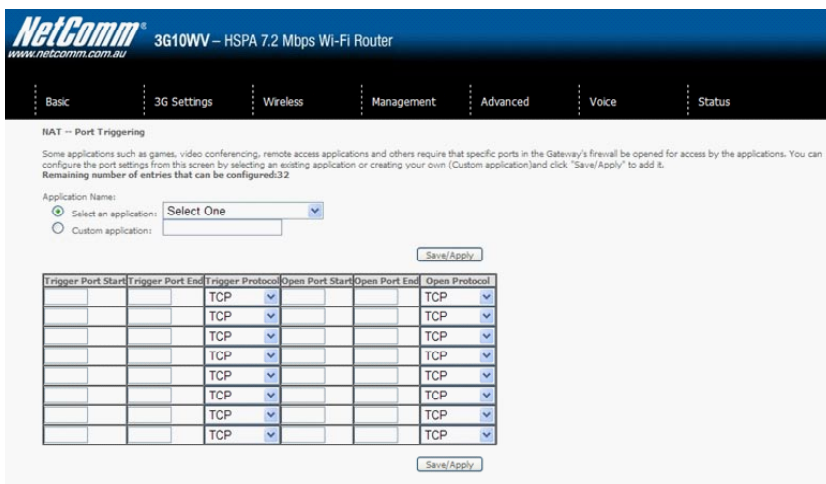 NetComm®
www.netcomm.com.au
3G10WV – HSPA 7.2 Mbps Wi-Fi Router
Basic 3G Settings Wireless Management Advanced Voice Status
NAT -- Port Triggering
Some applications such as games, video conferencing, remote access applications and others require that specific ports in the Gateway's firewall be opened for access by the applications. You can
configure the port settings from this screen by selecting an existing application or creating your own (Custom application)and click "Save/Apply" to add it.
Remaining number of entries that can be configured:32
Application Name:
Select an application: Select One
Custom application:
Save/Apply
Trigger Port Start Trigger Port End Trigger Protocol Open Port Start Open Port End Open Protocol
TCP TCP
TCP TCP
TCP TCP
TCP TCP
TCP TCP
TCP TCP
TCP TCP
TCP TCP
Save/Apply